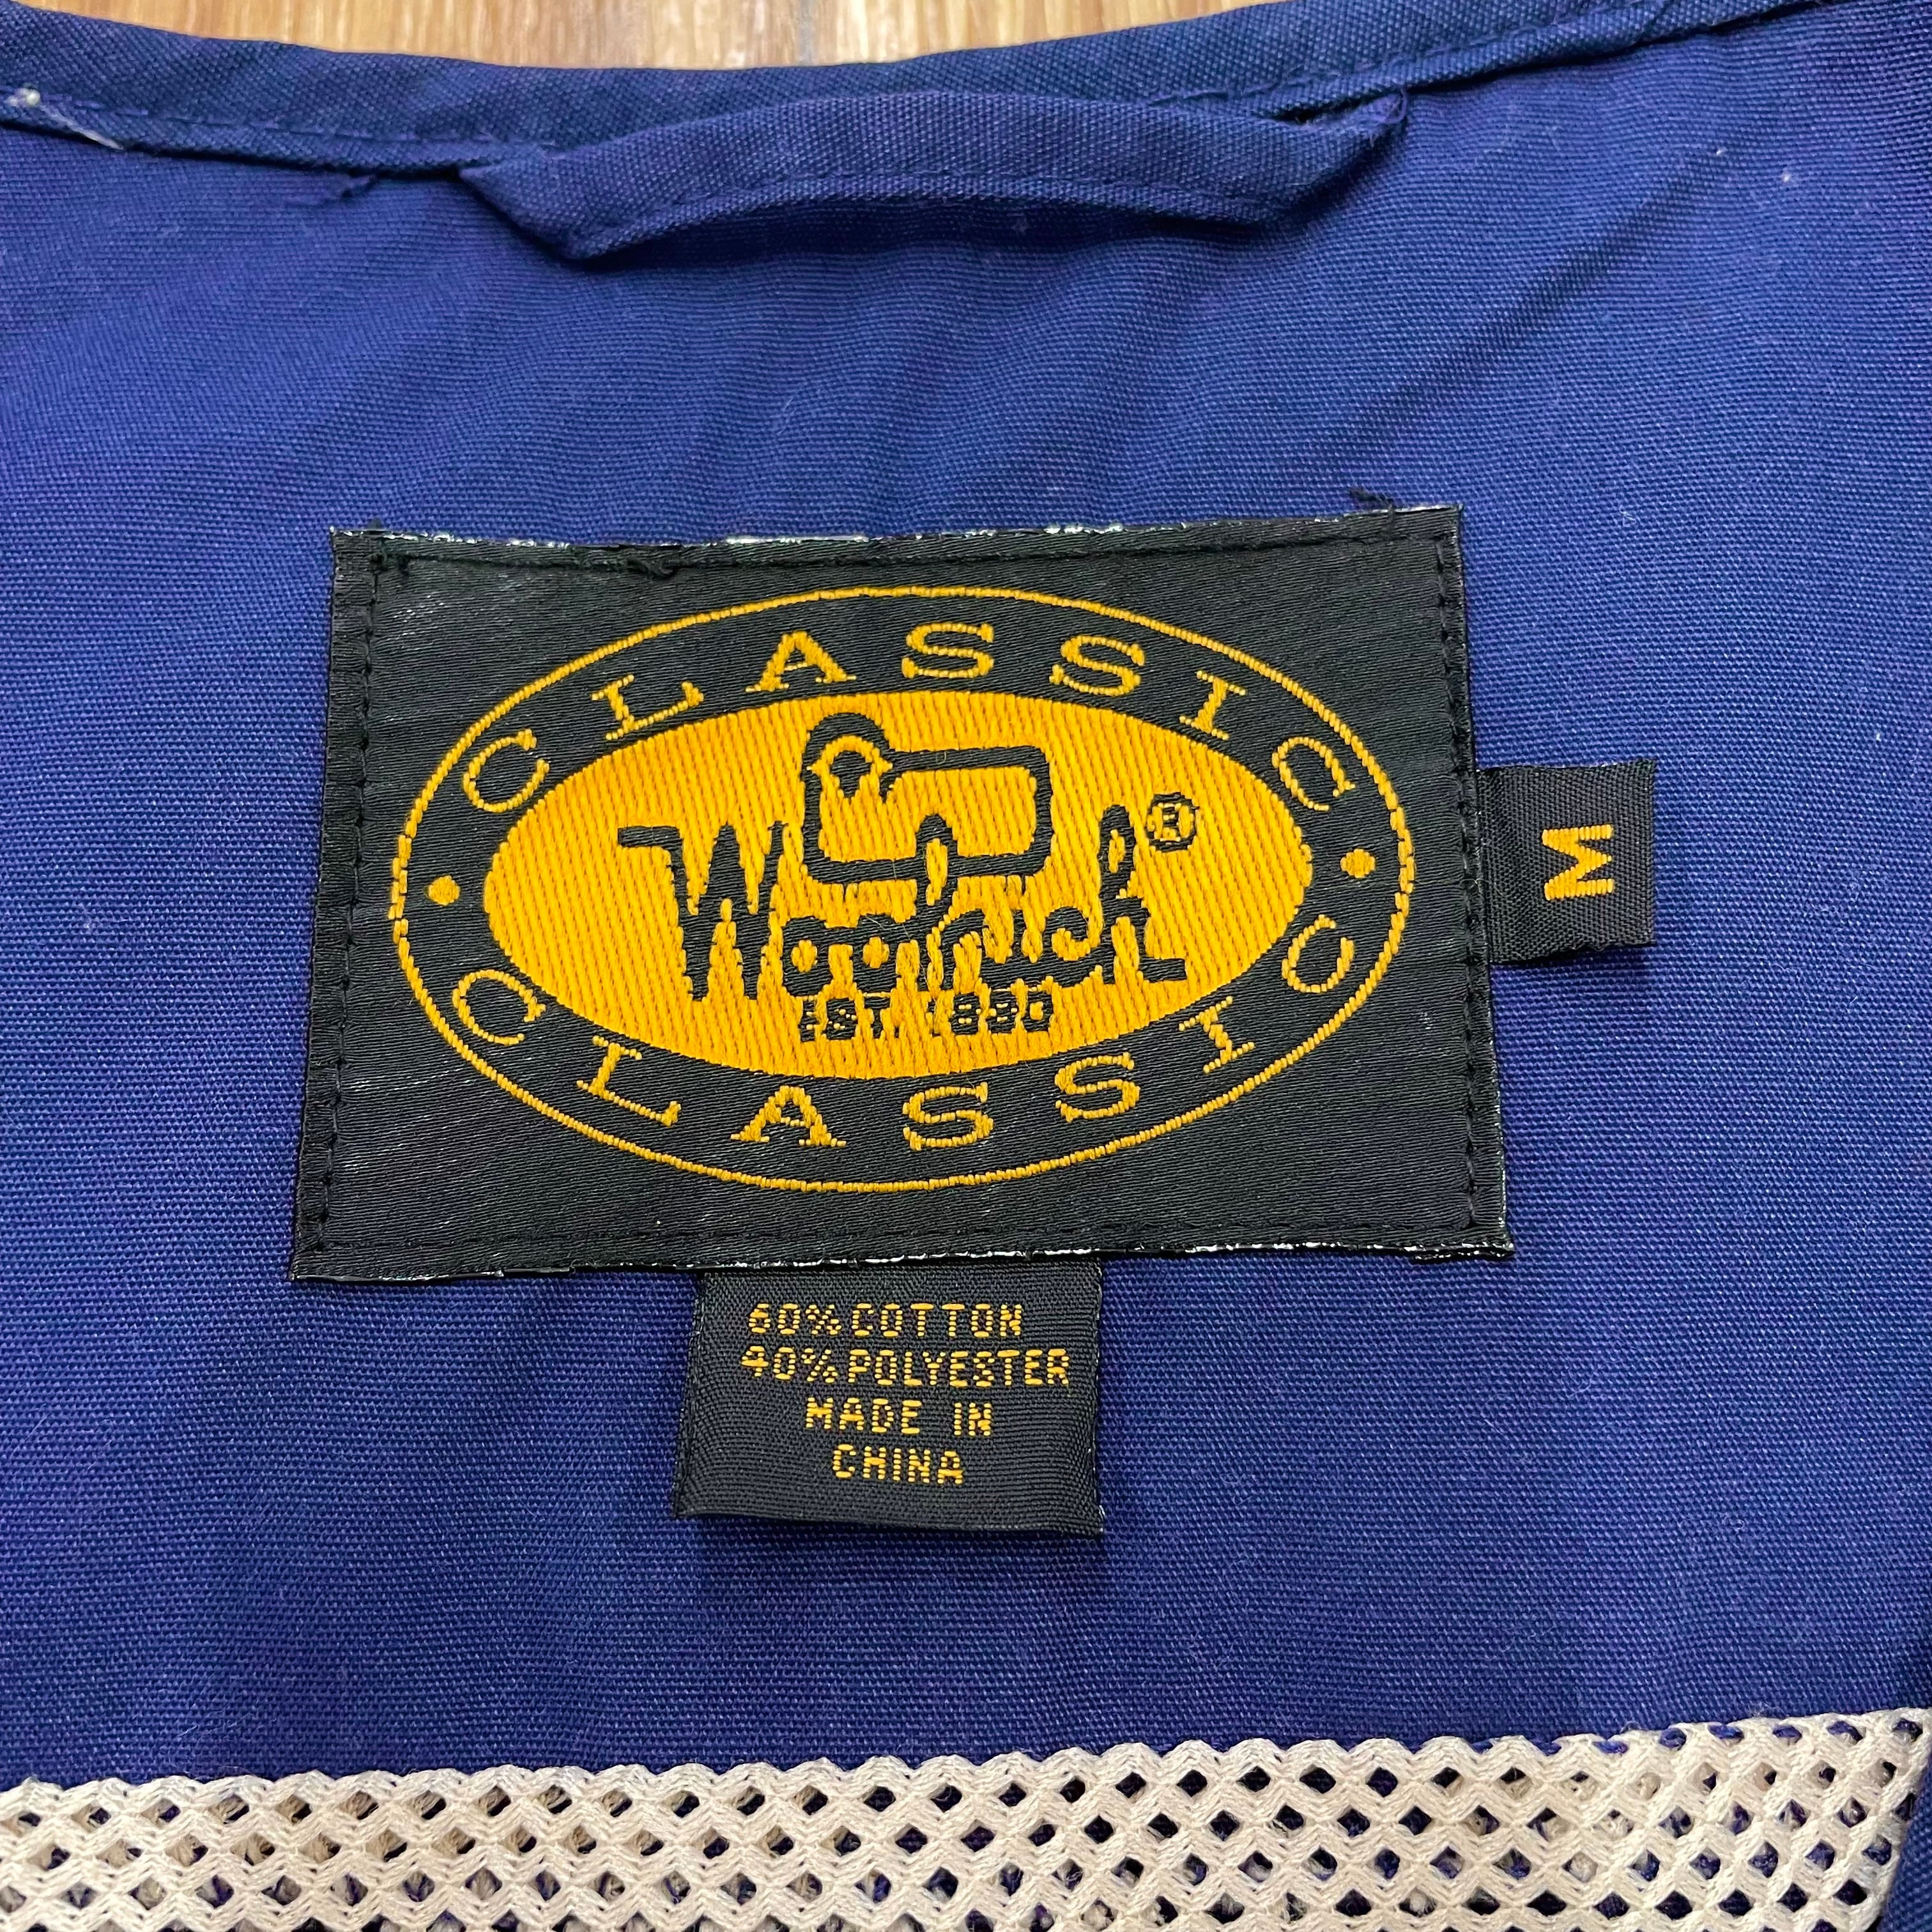 CLASSIC
Woolrich®
EST. 1830
CLASSIC
M
60% COTTON
40% POLYESTER
MADE IN
CHINA